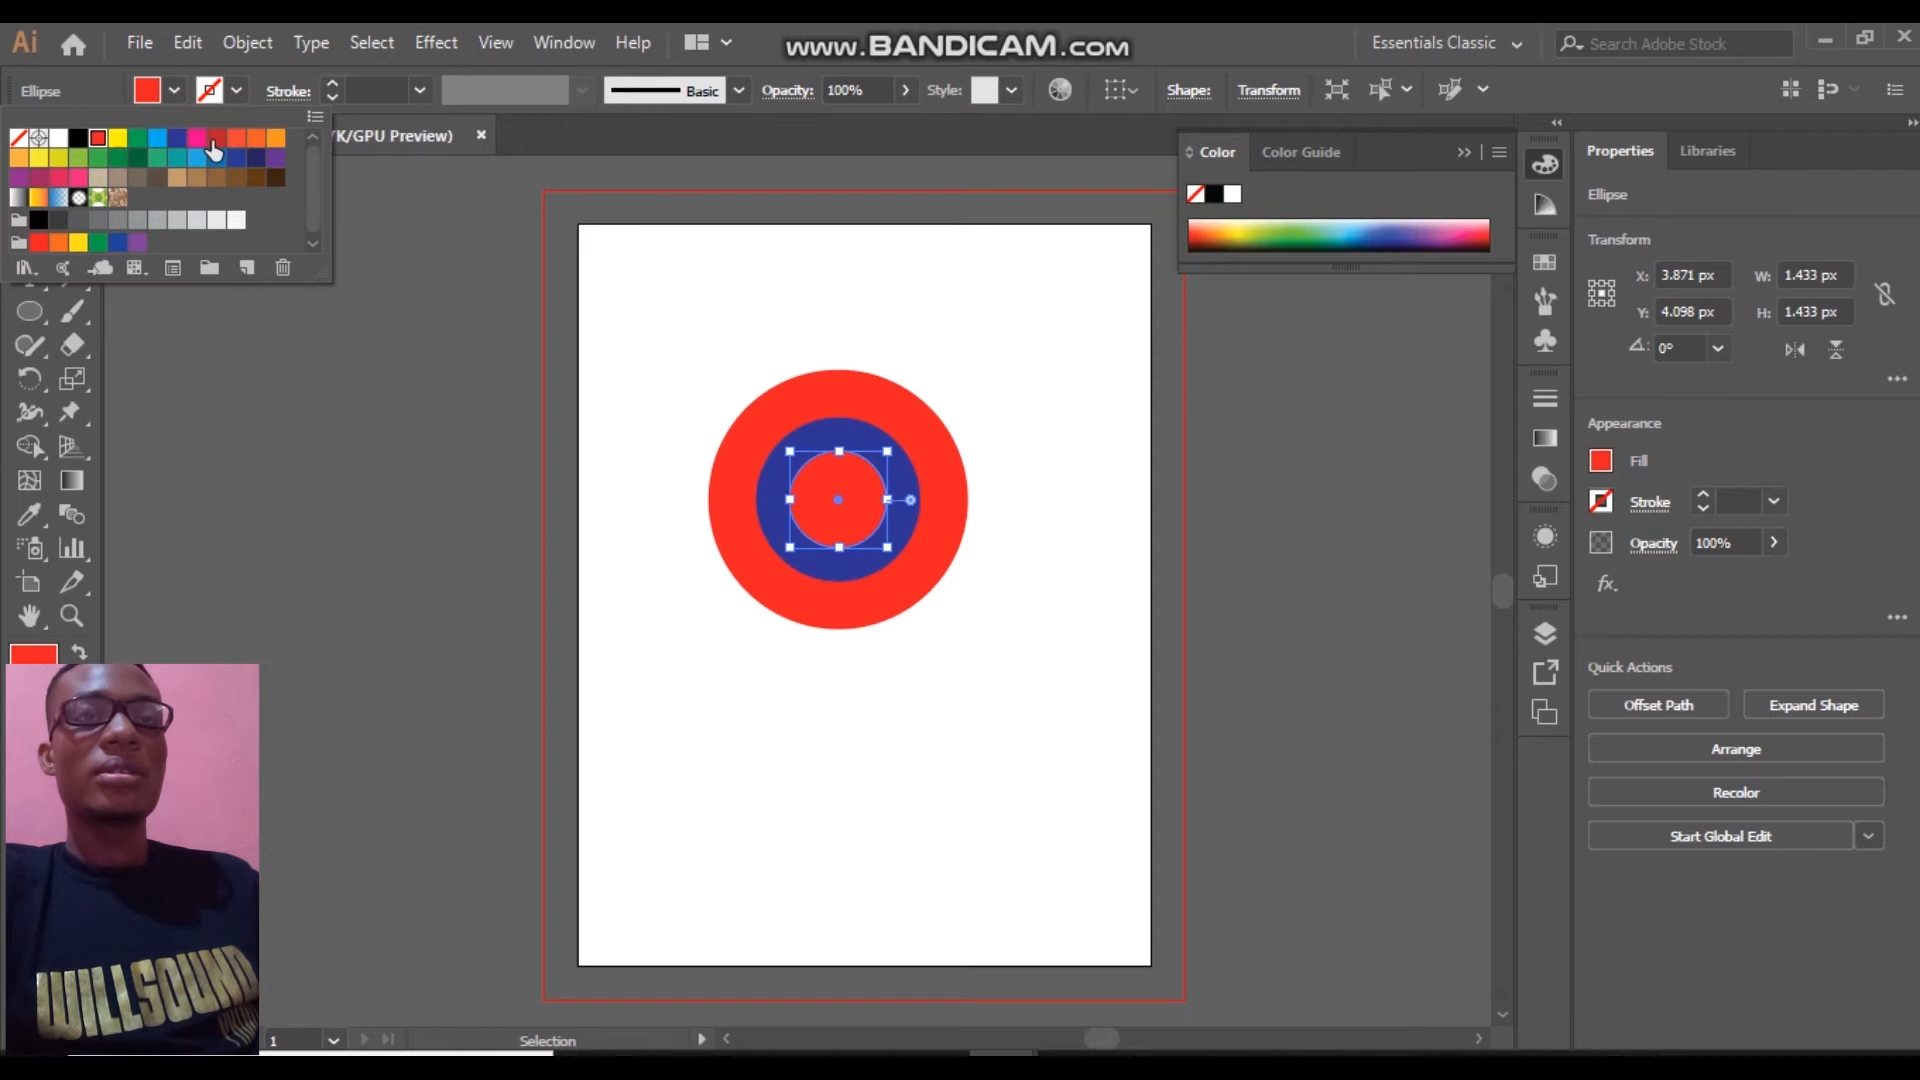 Ai File Edit Object Type Select Effect View Window Help
www.BANDICAM.com
Essentials Classic
Search Adobe Stock
Ellipse
Stroke:
Basic
Opacity: 100%
Style:
Shape:
Transform
/K/GPU Preview) ×
Color
Color Guide
Properties
Libraries
Ellipse
Transform
X: 3.871 px W: 1.433 px
Y: 4.098 px H: 1.433 px
0°
Appearance
Fill
Stroke
Opacity 100%
fx.
Quick Actions
Offset Path
Expand Shape
Arrange
Recolor
Start Global Edit
WILLSOUND
1
Selection